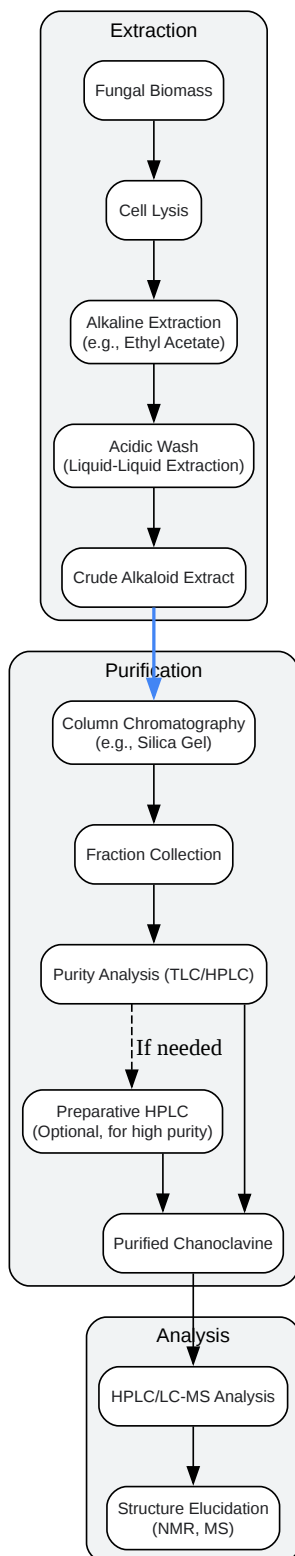 Extraction
Fungal Biomass
Cell Lysis
Alkaline Extraction
(e.g., Ethyl Acetate)
Acidic Wash
(Liquid-Liquid Extraction)
Crude Alkaloid Extract
Purification
Column Chromatography
(e.g., Silica Gel)
Fraction Collection
Purity Analysis (TLC/HPLC)
If needed
Preparative HPLC
(Optional, for high purity)
Purified Chanoclavine
Analysis
HPLC/LC-MS Analysis
Structure Elucidation
(NMR, MS)